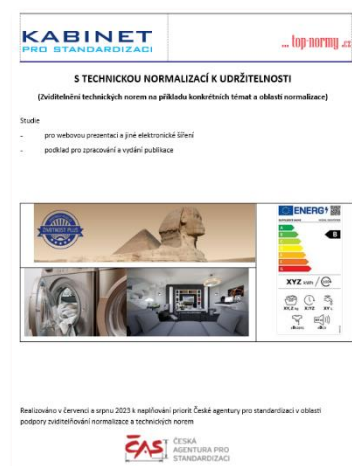 KABINET
PRO STANDARDIZACI
... top-normy .cz
S TECHNICKOU NORMALIZACÍ K UDRŽITELNOSTI
(Zviditelnění technických norem na příkladu konkrétních témat a oblastí normalizace)
Studie
- pro webovou prezentaci a jiné elektronické šíření
- podklad pro zpracování a vydání publikace
ŽIVOTNOST PLUS
ENERG
A
B
XYZ
Realizováno v červenci a srpnu 2023 k naplňování priorit České agentury pro standardizaci v oblasti
podpory zviditelňování normalizace a technických norem
ČAS
ČESKÁ
AGENTURA PRO
STANDARDIZACI